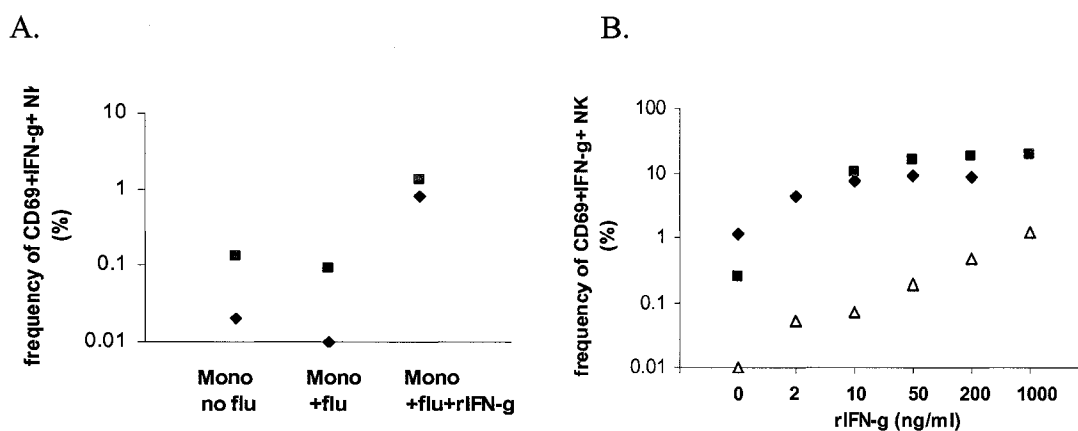 A.
frequency of CD69+IFN-g+
(%)
10
1
0.1
0.01
Mono
no flu
Mono
+flu
Mono
+flu+rIFN-g
B.
frequency of CD69+IFN-g+ NK
(%)
100
10
1
0.1
0.01
0 2 10 50 200 1000
rIFN-g (ng/ml)